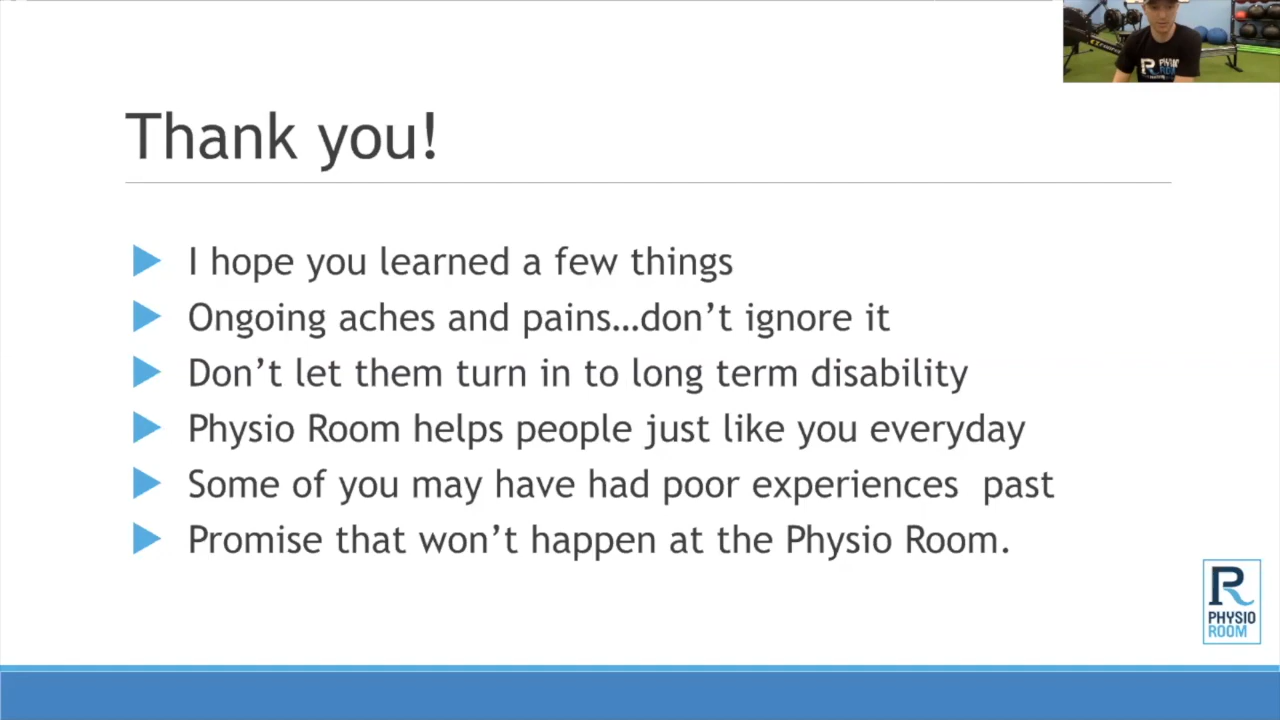 Thank you!
I hope you learned a few things
Ongoing aches and pains…don’t ignore it
Don’t let them turn in to long term disability
Physio Room helps people just like you everyday
Some of you may have had poor experiences  past
Promise that won’t happen at the Physio Room.
R
PHYSIO
ROOM